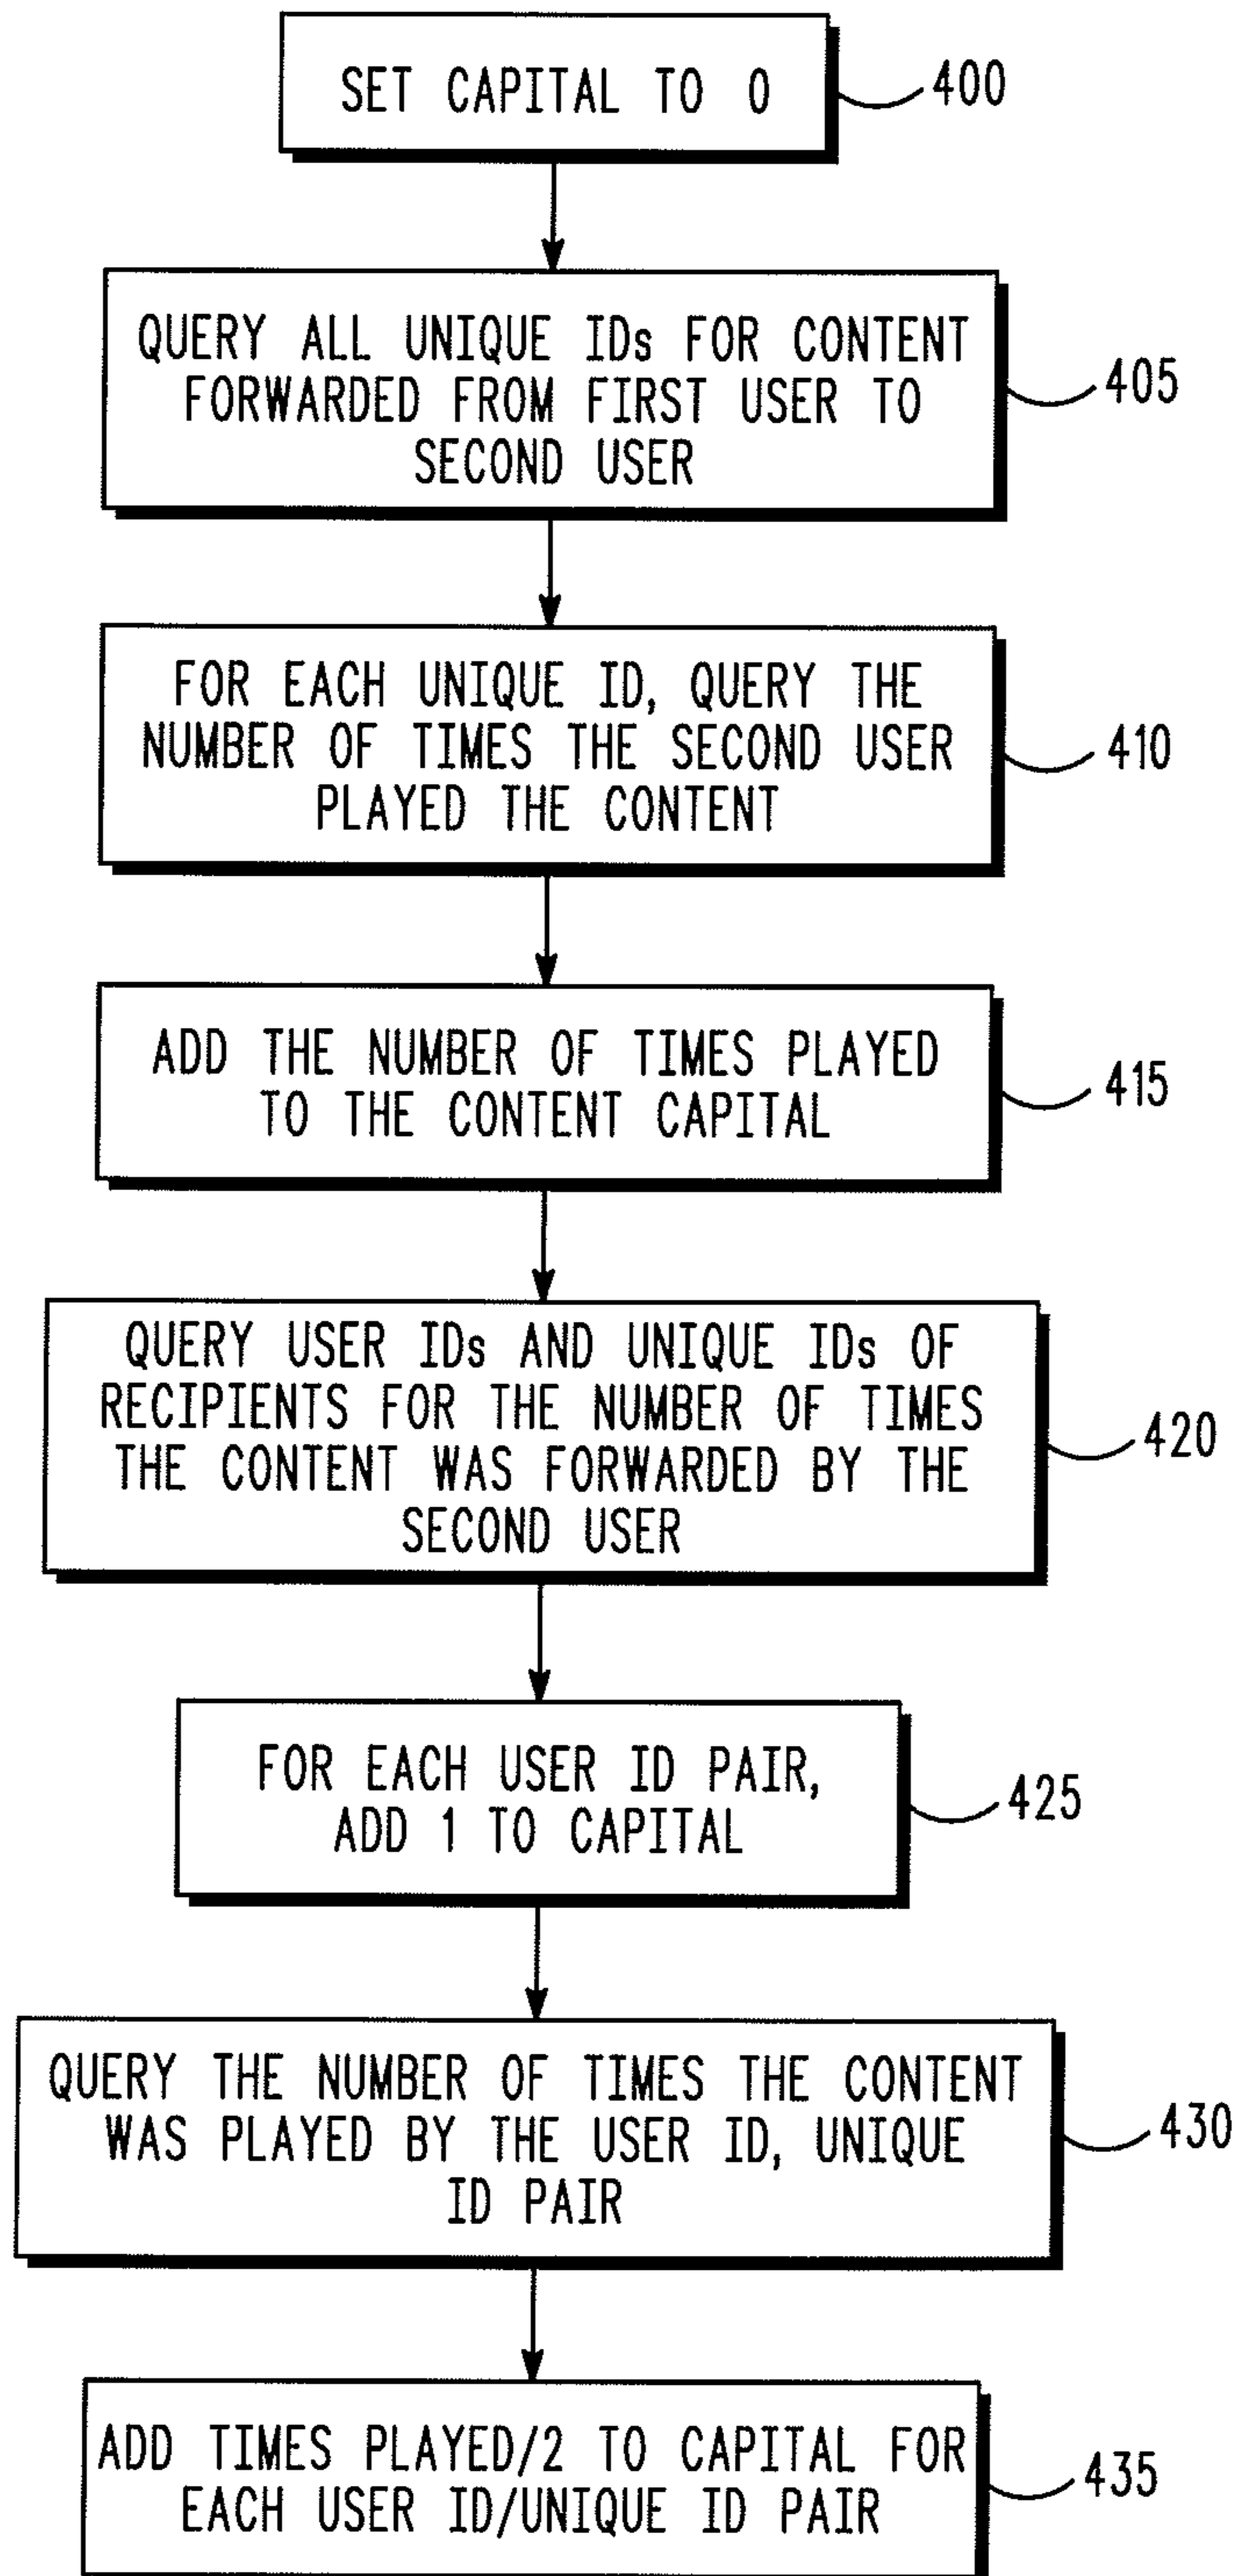 SET CAPITAL TO 0
400
QUERY ALL UNIQUE IDs FOR CONTENT
FORWARDED FROM FIRST USER TO
SECOND USER
405
FOR EACH UNIQUE ID, QUERY THE
NUMBER OF TIMES THE SECOND USER
PLAYED THE CONTENT
410
ADD THE NUMBER OF TIMES PLAYED
TO THE CONTENT CAPITAL
415
QUERY USER IDs AND UNIQUE IDs OF
RECIPIENTS FOR THE NUMBER OF TIMES
THE CONTENT WAS FORWARDED BY THE
SECOND USER
420
FOR EACH USER ID PAIR,
ADD 1 TO CAPITAL
425
QUERY THE NUMBER OF TIMES THE CONTENT
WAS PLAYED BY THE USER ID, UNIQUE
ID PAIR
430
ADD TIMES PLAYED/2 TO CAPITAL FOR
EACH USER ID/UNIQUE ID PAIR
435